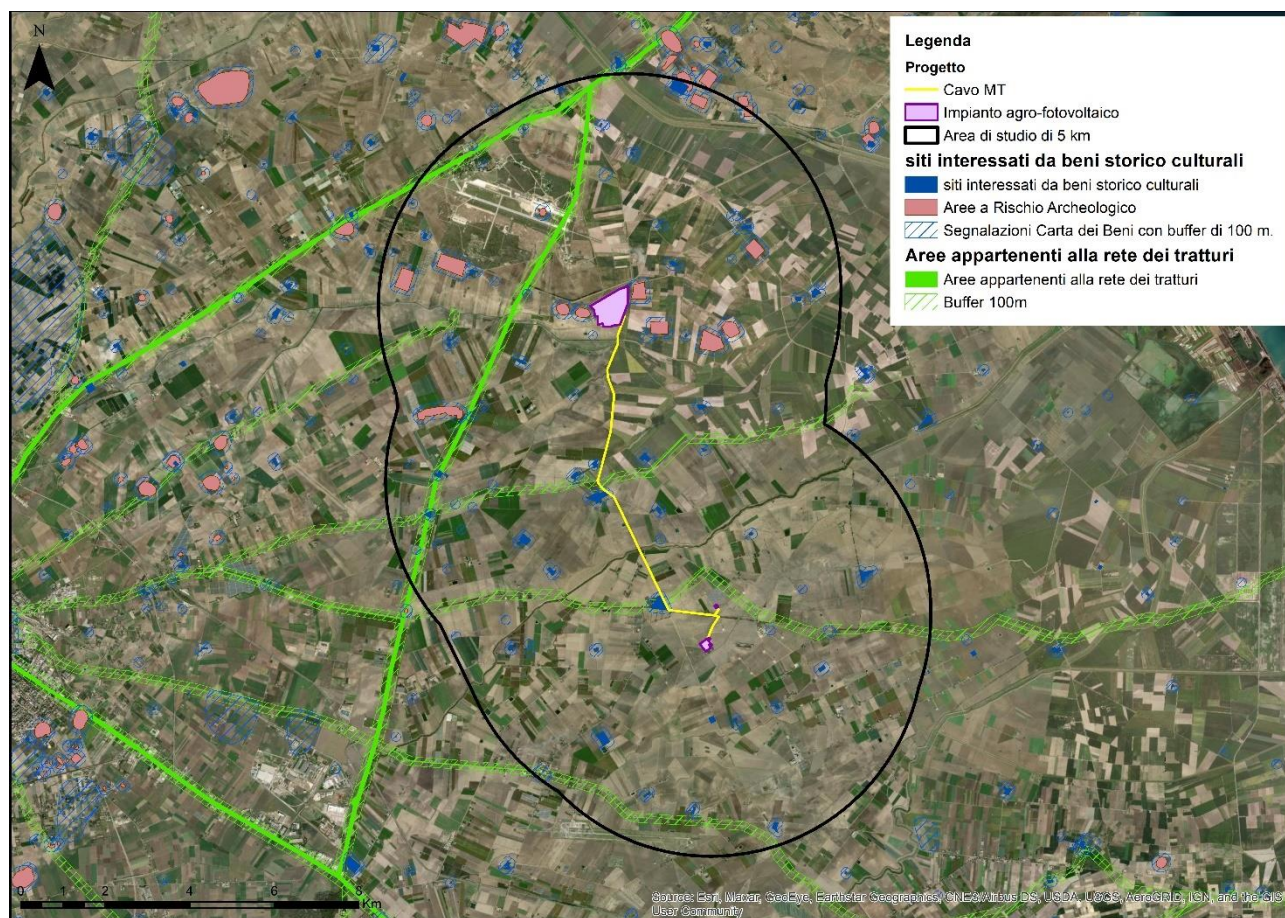 N
Legenda
Progetto
Cavo MT
Impianto agro-fotovoltaico
Area di studio di 5 km
siti interessati da beni storico culturali
siti interessati da beni storico culturali
Aree a Rischio Archeologico
Segnalazioni Carta dei Beni con buffer di 100 m.
Aree appartenenti alla rete dei tratturi
Aree appartenenti alla rete dei tratturi
Buffer 100m
0 1 2 4 6 8
Km
Source: Esri, Maxar, GeoEye, Earthstar Geographics, CNES/Airbus DS, USDA, USGS, AeroGRID, IGN, and the GIS
User Community